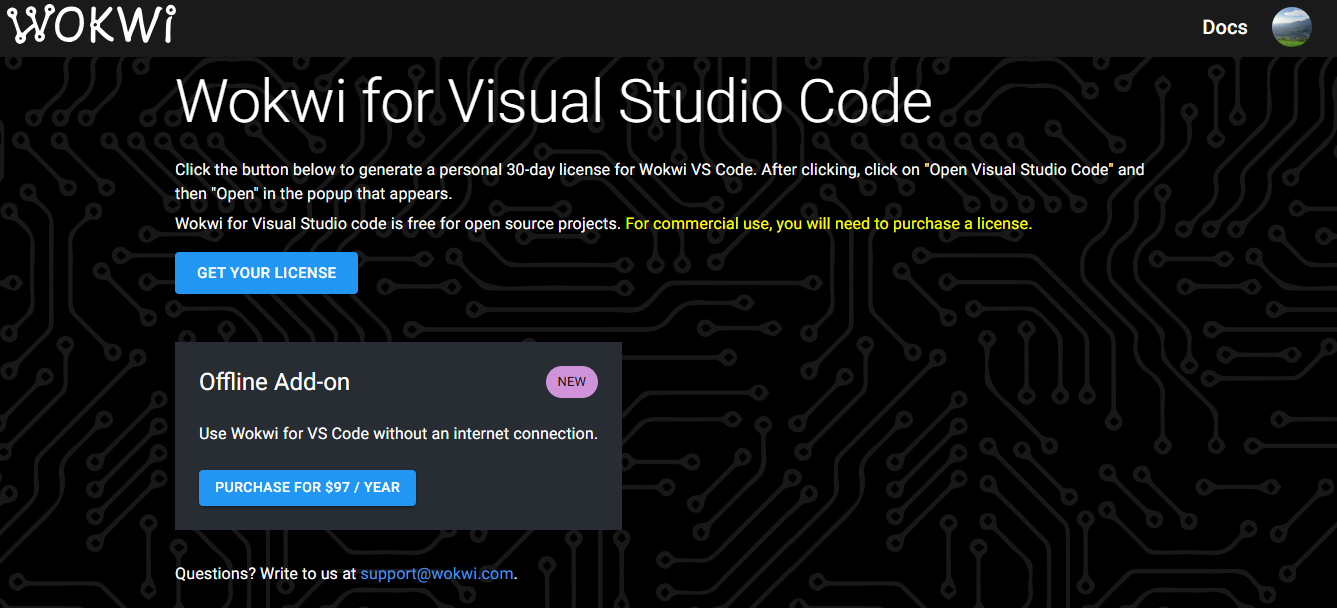 WOKWi
Docs
Wokwi for Visual Studio Code
Click the button below to generate a personal 30-day license for Wokwi VS Code. After clicking, click on "Open Visual Studio Code" and
then "Open" in the popup that appears.
Wokwi for Visual Studio code is free for open source projects. For commercial use, you will need to purchase a license.
GET YOUR LICENSE
Offline Add-on
NEW
Use Wokwi for VS Code without an internet connection.
PURCHASE FOR $97 / YEAR
Questions? Write to us at support@wokwi.com.